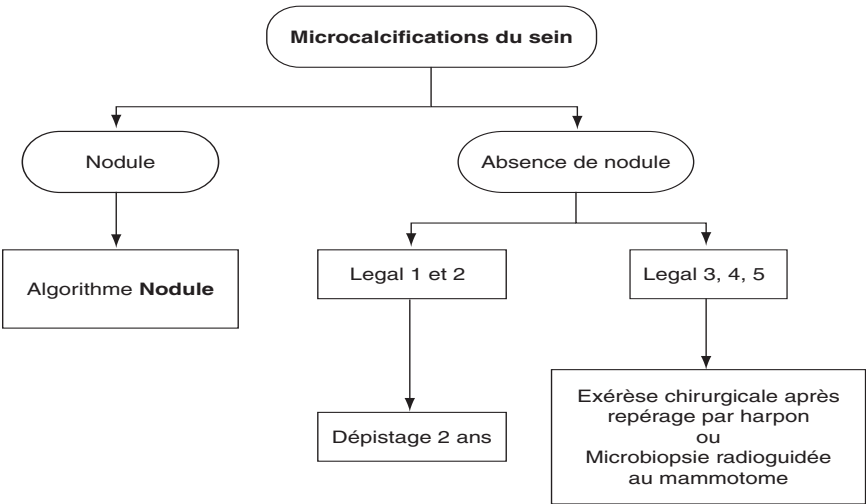 Microcalcifications du sein
Nodule
Absence de nodule
Algorithme Nodule
Legal 1 et 2
Legal 3, 4, 5
Dépistage 2 ans
Exérèse chirurgicale après
repérage par harpon
ou
Microbiopsie radioguidée
au mammotome